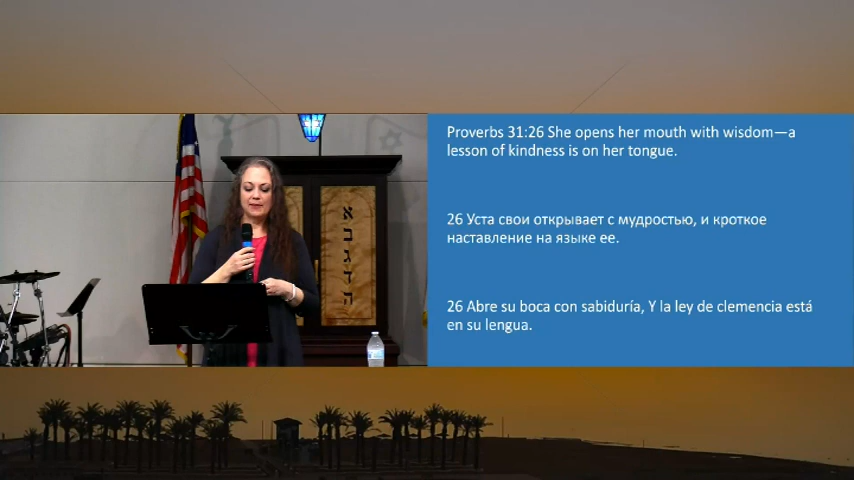 Proverbs 31:26 She opens her mouth with wisdom—a
lesson of kindness is on her tongue.
26 Уста свои открывает с мудростью, и кроткое
наставление на языке ее.
26 Abre su boca con sabiduría, Y la ley de clemencia está
en su lengua.
א
ב
ג
ד
ה